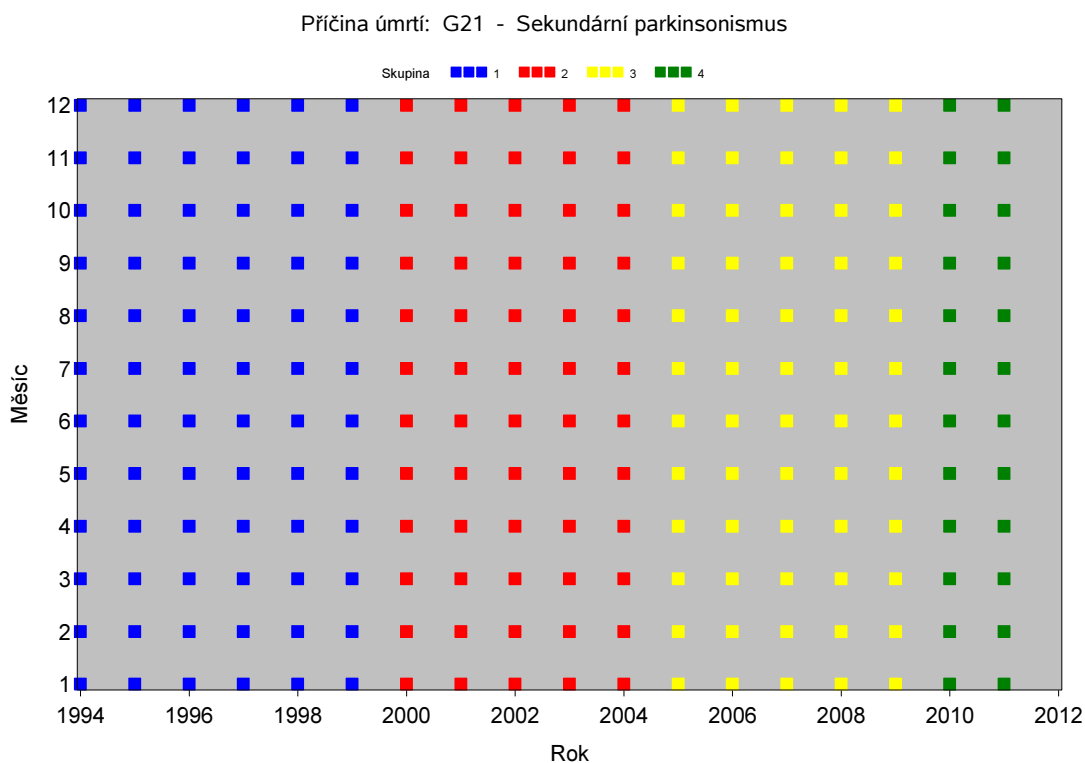 Příčina úmrtí: G21 - Sekundární parkinsonismus
Skupina 1 2 3 4
12
11
10
9
8
7
6
5
4
3
2
1
Měsíc
1994 1996 1998 2000 2002 2004 2006 2008 2010 2012
Rok